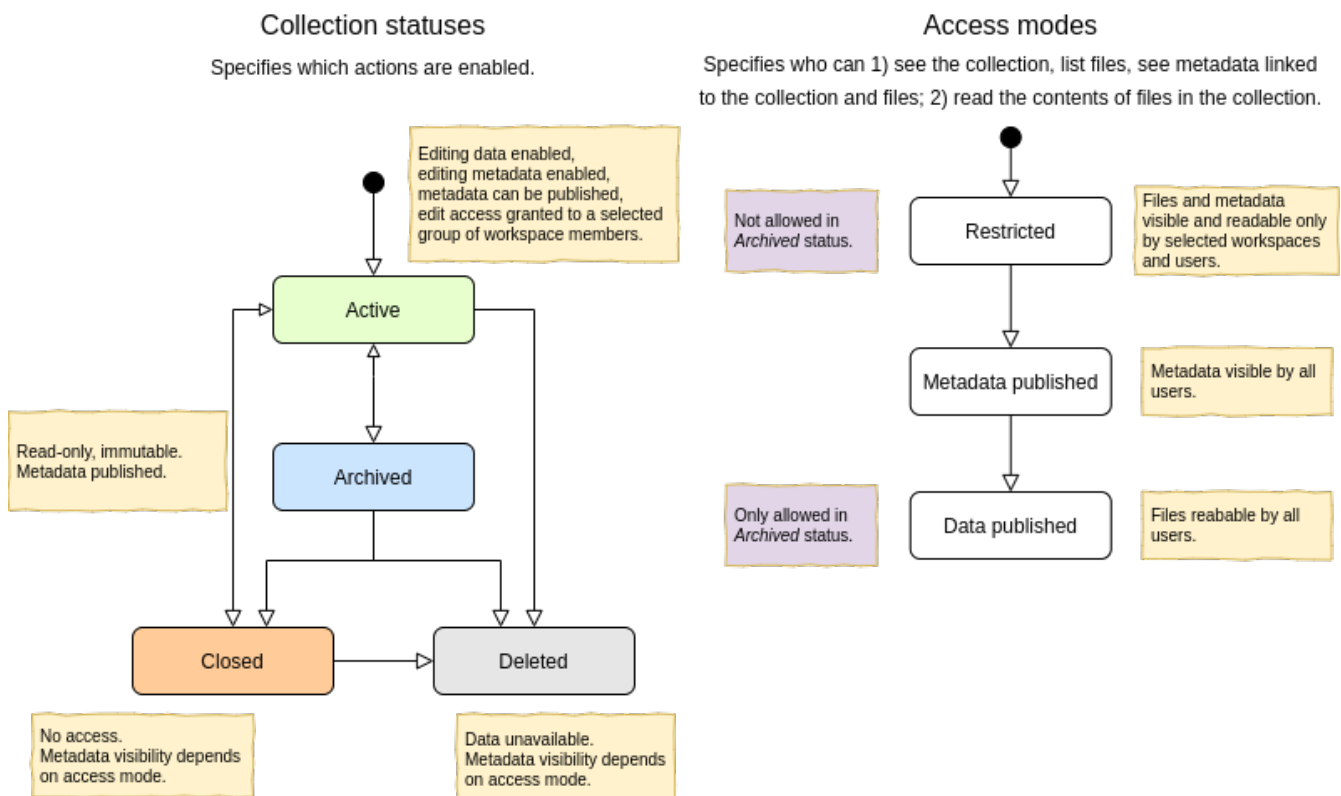 Collection statuses
Specifies which actions are enabled.
Editing data enabled,
editing metadata enabled,
metadata can be published,
edit access granted to a selected
group of workspace members.
Active
Read-only, immutable.
Metadata published.
Archived
Closed
Deleted
No access.
Metadata visibility depends
on access mode.
Data unavailable.
Metadata visibility depends
on access mode.
Access modes
Specifies who can 1) see the collection, list files, see metadata linked
to the collection and files; 2) read the contents of files in the collection.
Not allowed in
Archived status.
Restricted
Files and metadata
visible and readable only
by selected workspaces
and users.
Metadata published
Metadata visible by all
users.
Only allowed in
Archived status.
Data published
Files reabable by all
users.